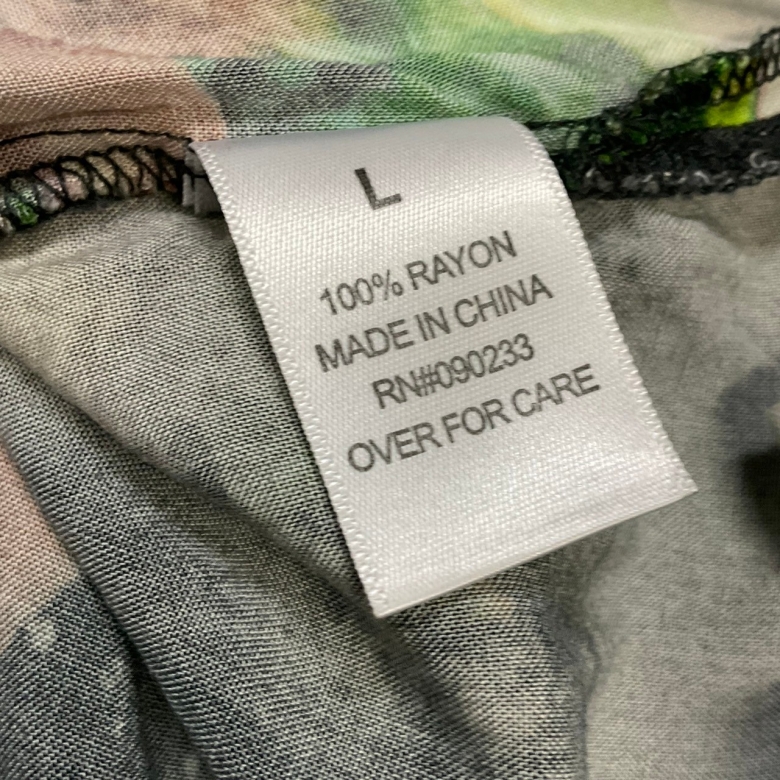 L
100% RAYON
MADE IN CHINA
RN#090233
OVER FOR CARE